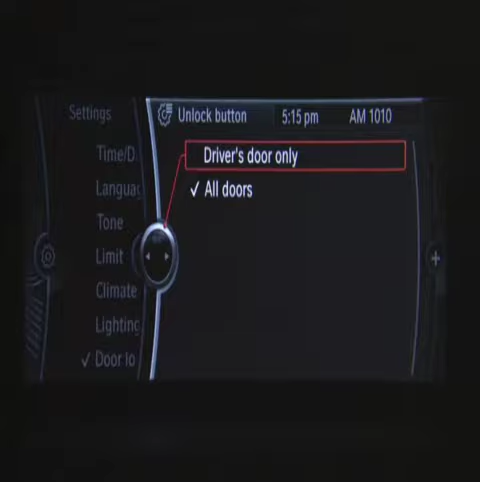 Settings
Unlock button
5:15 pm
AM 1010
Time/D
Driver's door only
Languag
✓ All doors
Tone
Limit
Climate
Lighting
✓ Door lo